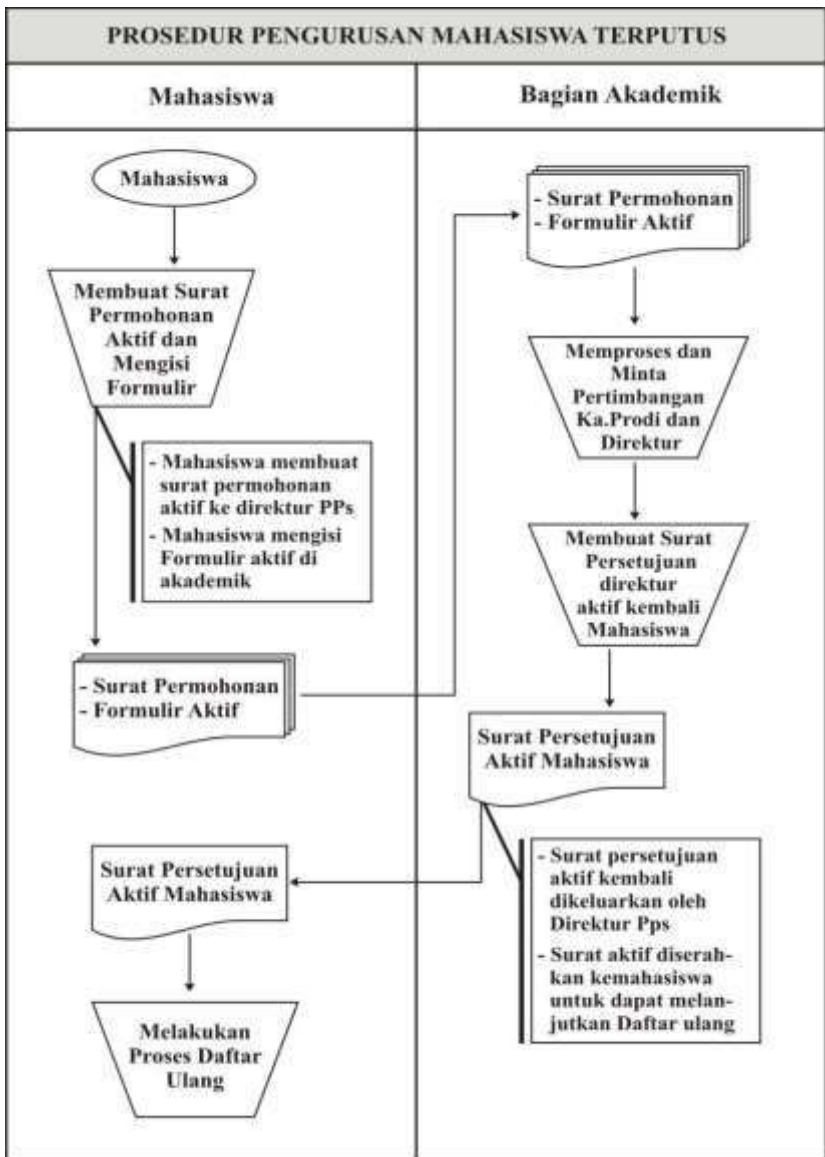 PROSEDUR PENGURUSAN MAHASISWA TERPUTUS
Mahasiswa
Bagian Akademik
Mahasiswa
Membuat Surat
Permohonan
Aktif dan
Mengisi
Formulir
- Mahasiswa membuat
surat permohonan
aktif ke direktur PPs
- Mahasiswa mengisi
Formulir aktif di
akademik
- Surat Permohonan
- Formulir Aktif
- Surat Permohonan
- Formulir Aktif
Memproses dan
Minta
Pertimbangan
Ka.Prodi dan
Direktur
Membuat Surat
Persetujuan
direktur
aktif kembali
Mahasiswa
Surat Persetujuan
Aktif Mahasiswa
- Surat persetujuan
aktif kembali
dikeluarkan oleh
Direktur Pps
- Surat aktif diserah-
kan kemahasiswa
untuk dapat melan-
jutkan Daftar ulang
Surat Persetujuan
Aktif Mahasiswa
Melakukan
Proses Daftar
Ulang